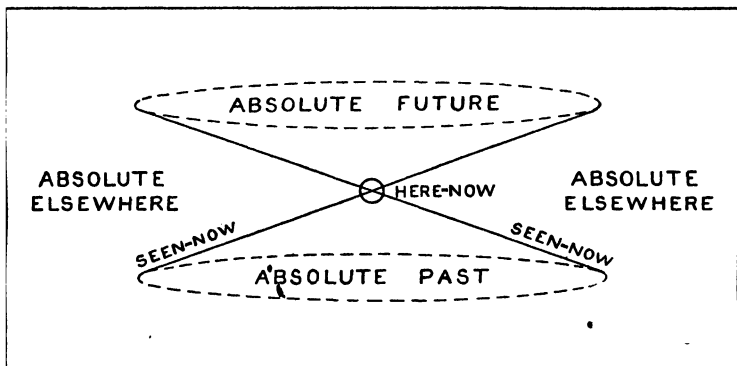 ABSOLUTE FUTURE
ABSOLUTE
ELSEWHERE
HERE-NOW
ABSOLUTE
ELSEWHERE
SEEN-NOW
SEEN-NOW
ABSOLUTE PAST